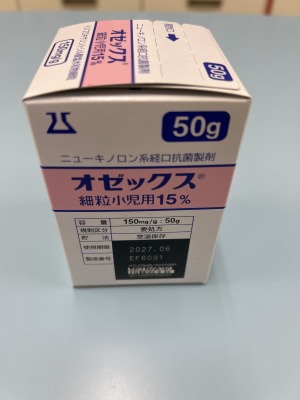 150mg/g
オゼックス®
細粒小児用15%
50g
50g
ニューキノロン系経口抗菌製剤
オゼックス®
細粒小児用15%
容量 150mg/g : 50g
規制区分 要処方
貯法 室温保存
使用期限 2027.06
製造番号 EF6091